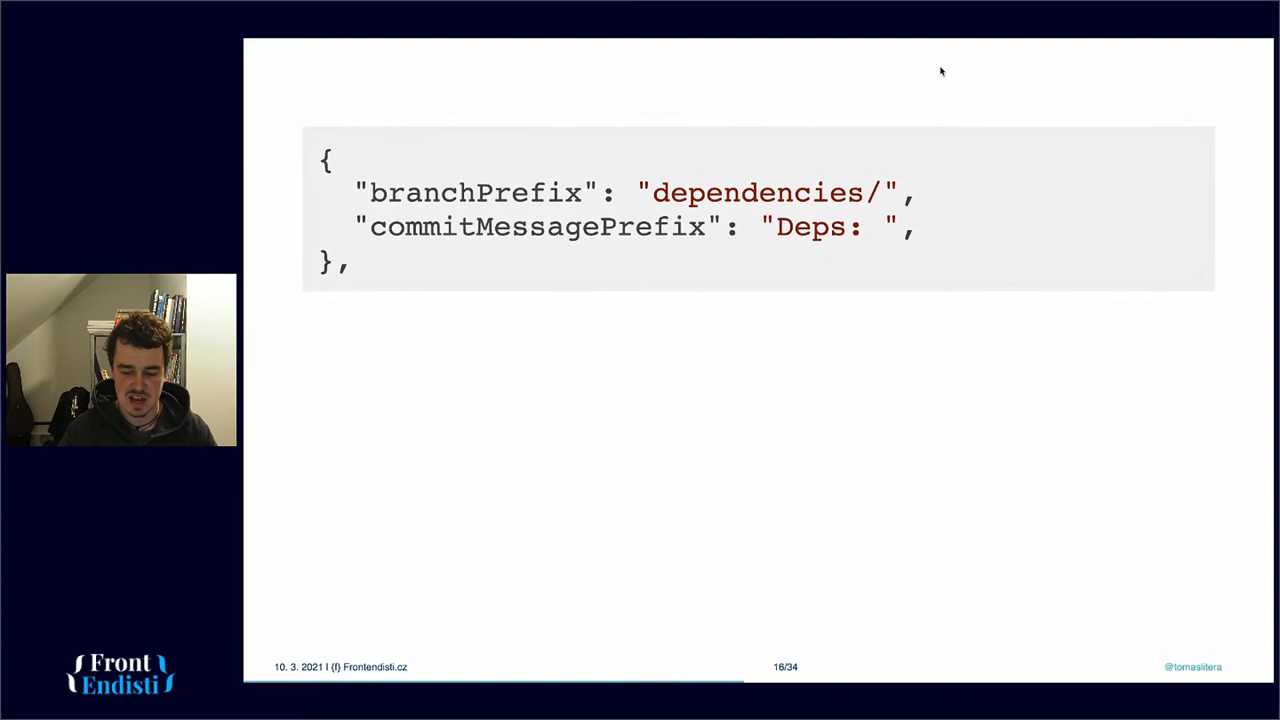 {
"branchPrefix": "dependencies/",
"commitMessagePrefix": "Deps: ",
},
{Front
Endisti}
10. 3. 2021 | {f} Frontendisti.cz
16/34
@tomaslitera